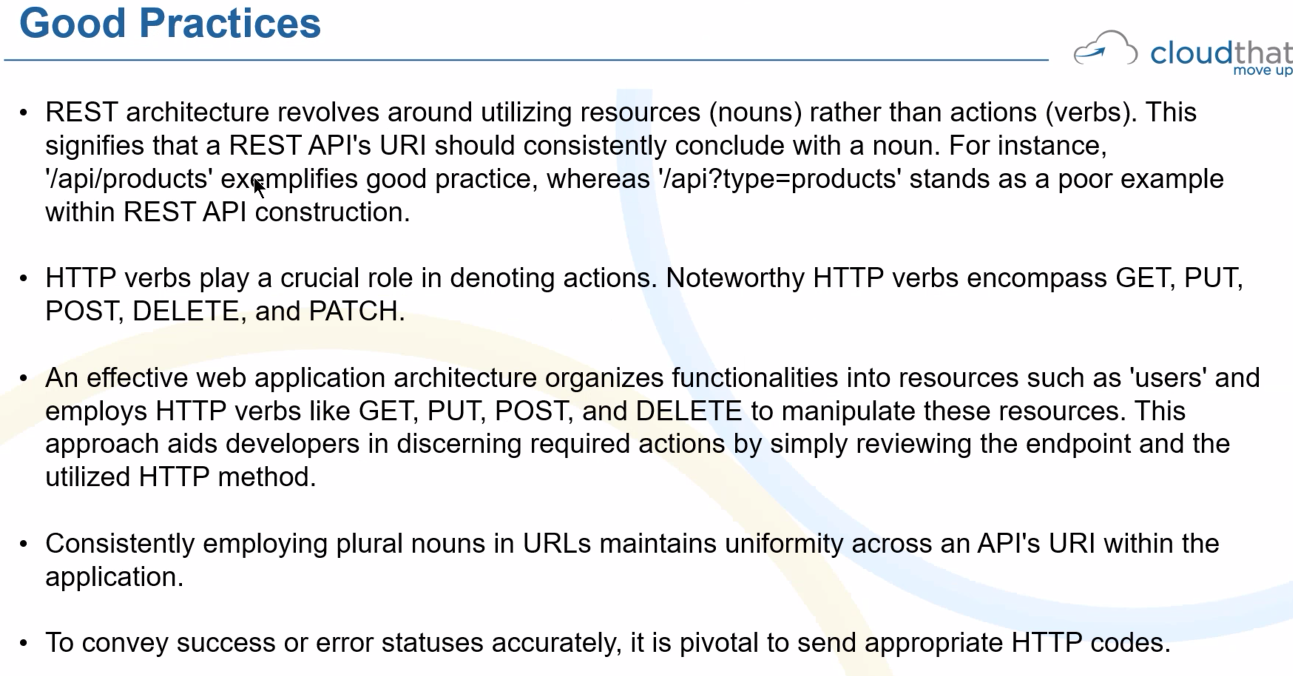 Good Practices
cloudthat
move up
• REST architecture revolves around utilizing resources (nouns) rather than actions (verbs). This
signifies that a REST API's URI should consistently conclude with a noun. For instance,
'/api/products' exemplifies good practice, whereas '/api?type=products' stands as a poor example
within REST API construction.
• HTTP verbs play a crucial role in denoting actions. Noteworthy HTTP verbs encompass GET, PUT,
POST, DELETE, and PATCH.
• An effective web application architecture organizes functionalities into resources such as 'users' and
employs HTTP verbs like GET, PUT, POST, and DELETE to manipulate these resources. This
approach aids developers in discerning required actions by simply reviewing the endpoint and the
utilized HTTP method.
• Consistently employing plural nouns in URLs maintains uniformity across an API's URI within the
application.
• To convey success or error statuses accurately, it is pivotal to send appropriate HTTP codes.